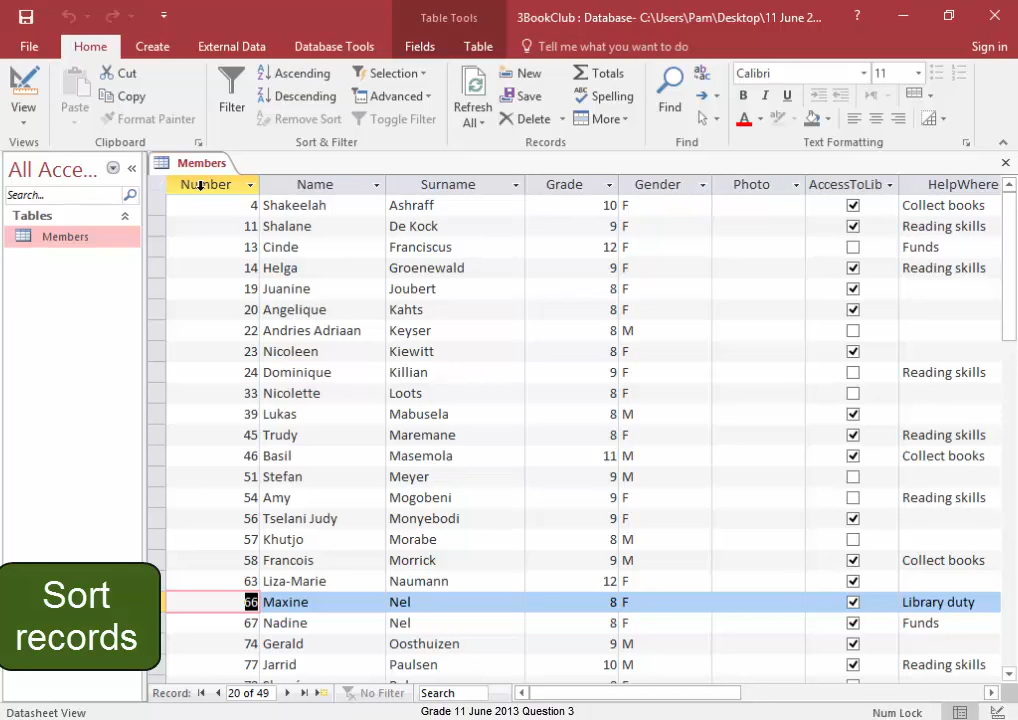 Table Tools 3BookClub : Database- C:\Users\Pam\Desktop\11 June 2... ?
File Home Create External Data Database Tools Fields Table Tell me what you want to do Sign in
View Paste Cut Copy Format Painter
Filter Ascending Descending Remove Sort Selection Advanced Toggle Filter
Refresh All New Save Delete Totals Spelling More
Find ab ac Calibri 11 B I U A
Views Clipboard Sort & Filter Records Find Text Formatting
All Acce...
Search...
Tables
Members
Members
Number Name Surname Grade Gender Photo AccessToLib HelpWhere
4 Shakeelah Ashraff 10 F Collect books
11 Shalane De Kock 9 F Reading skills
13 Cinde Franciscus 12 F Funds
14 Helga Groenewald 9 F Reading skills
19 Juanine Joubert 8 F
20 Angelique Kahts 8 F
22 Andries Adriaan Keyser 8 M
23 Nicoleen Kiewitt 8 F
24 Dominique Killian 9 F Reading skills
33 Nicolette Loots 8 F
39 Lukas Mabusela 8 M
45 Trudy Maremane 8 F Reading skills
46 Basil Masemola 11 M Collect books
51 Stefan Meyer 9 M
54 Amy Mogobeni 9 F Reading skills
56 Tselani Judy Monyebodi 9 F
57 Khutjo Morabe 8 M
58 Francois Morrick 9 M Collect books
63 Liza-Marie Naumann 12 F
66 Maxine Nel 8 F Library duty
67 Nadine Nel 8 F Funds
74 Gerald Oosthuizen 9 M
77 Jarrid Paulsen 10 M Reading skills
Sort
records
Record: 20 of 49 No Filter Search
Datasheet View Grade 11 June 2013 Question 3 Num Lock